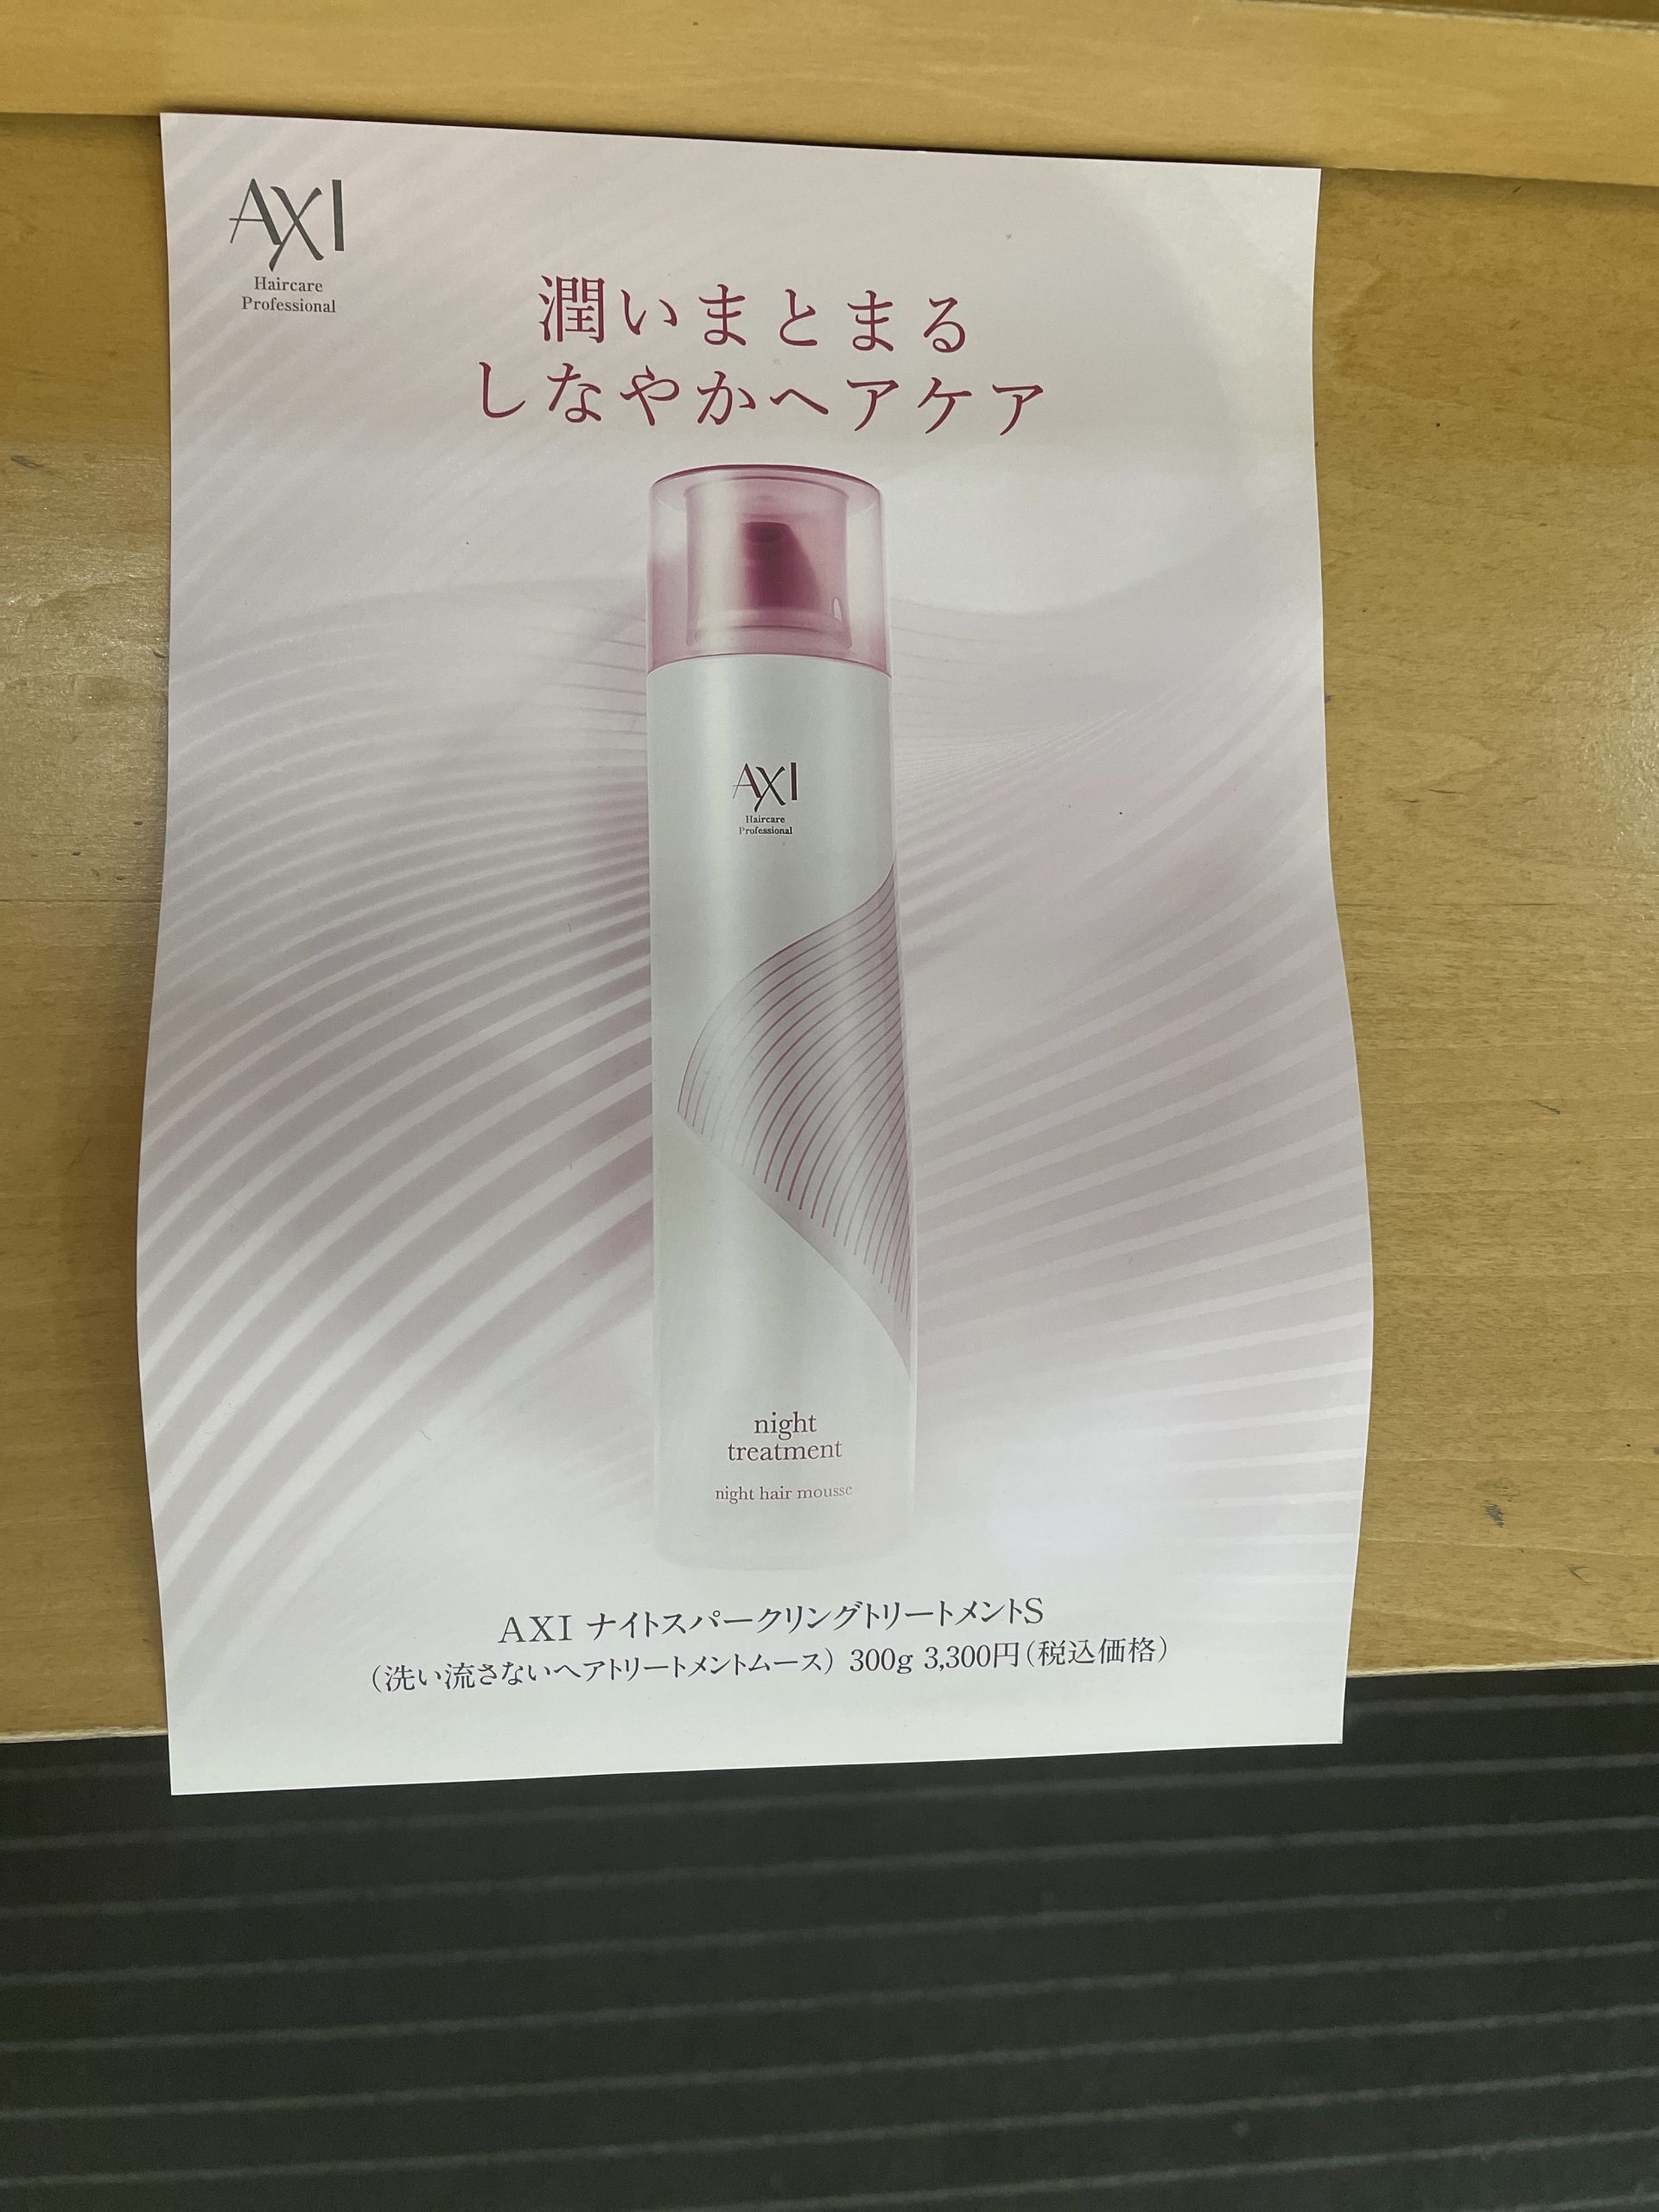 AXI
Haircare
Professional
潤いまとまる
しなやかヘアケア
AXI
Haircare
Professional
night
treatment
night hair mousse
AXI ナイトスパークリングトリートメントS
（洗い流さないヘアトリートメントムース）300g 3,300円（税込価格）